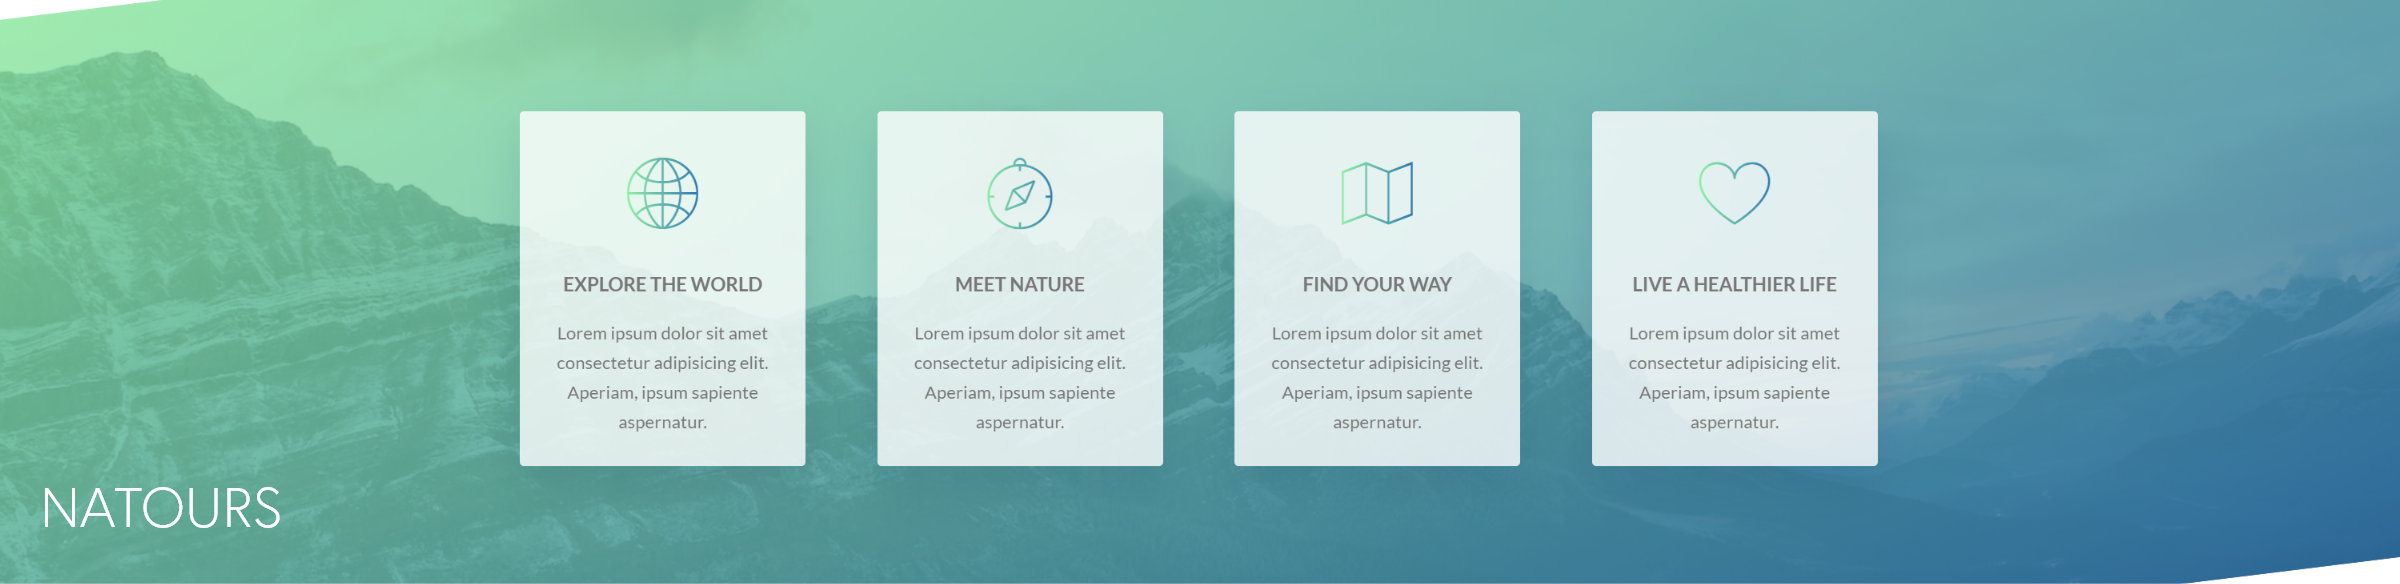 EXPLORE THE WORLD
Lorem ipsum dolor sit amet
consectetur adipisicing elit.
Aperiam, ipsum sapiente
aspernatur.
MEET NATURE
Lorem ipsum dolor sit amet
consectetur adipisicing elit.
Aperiam, ipsum sapiente
aspernatur.
FIND YOUR WAY
Lorem ipsum dolor sit amet
consectetur adipisicing elit.
Aperiam, ipsum sapiente
aspernatur.
LIVE A HEALTHIER LIFE
Lorem ipsum dolor sit amet
consectetur adipisicing elit.
Aperiam, ipsum sapiente
aspernatur.
NATOURS